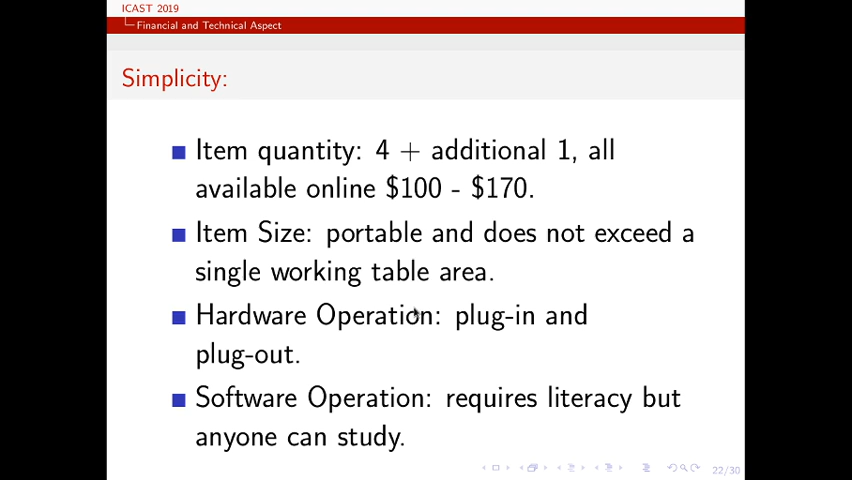 ICAST 2019
Financial and Technical Aspect
Simplicity:
Item quantity: 4 + additional 1, all
available online $100 - $170.
Item Size: portable and does not exceed a
single working table area.
Hardware Operation: plug-in and
plug-out.
Software Operation: requires literacy but
anyone can study.
22/30